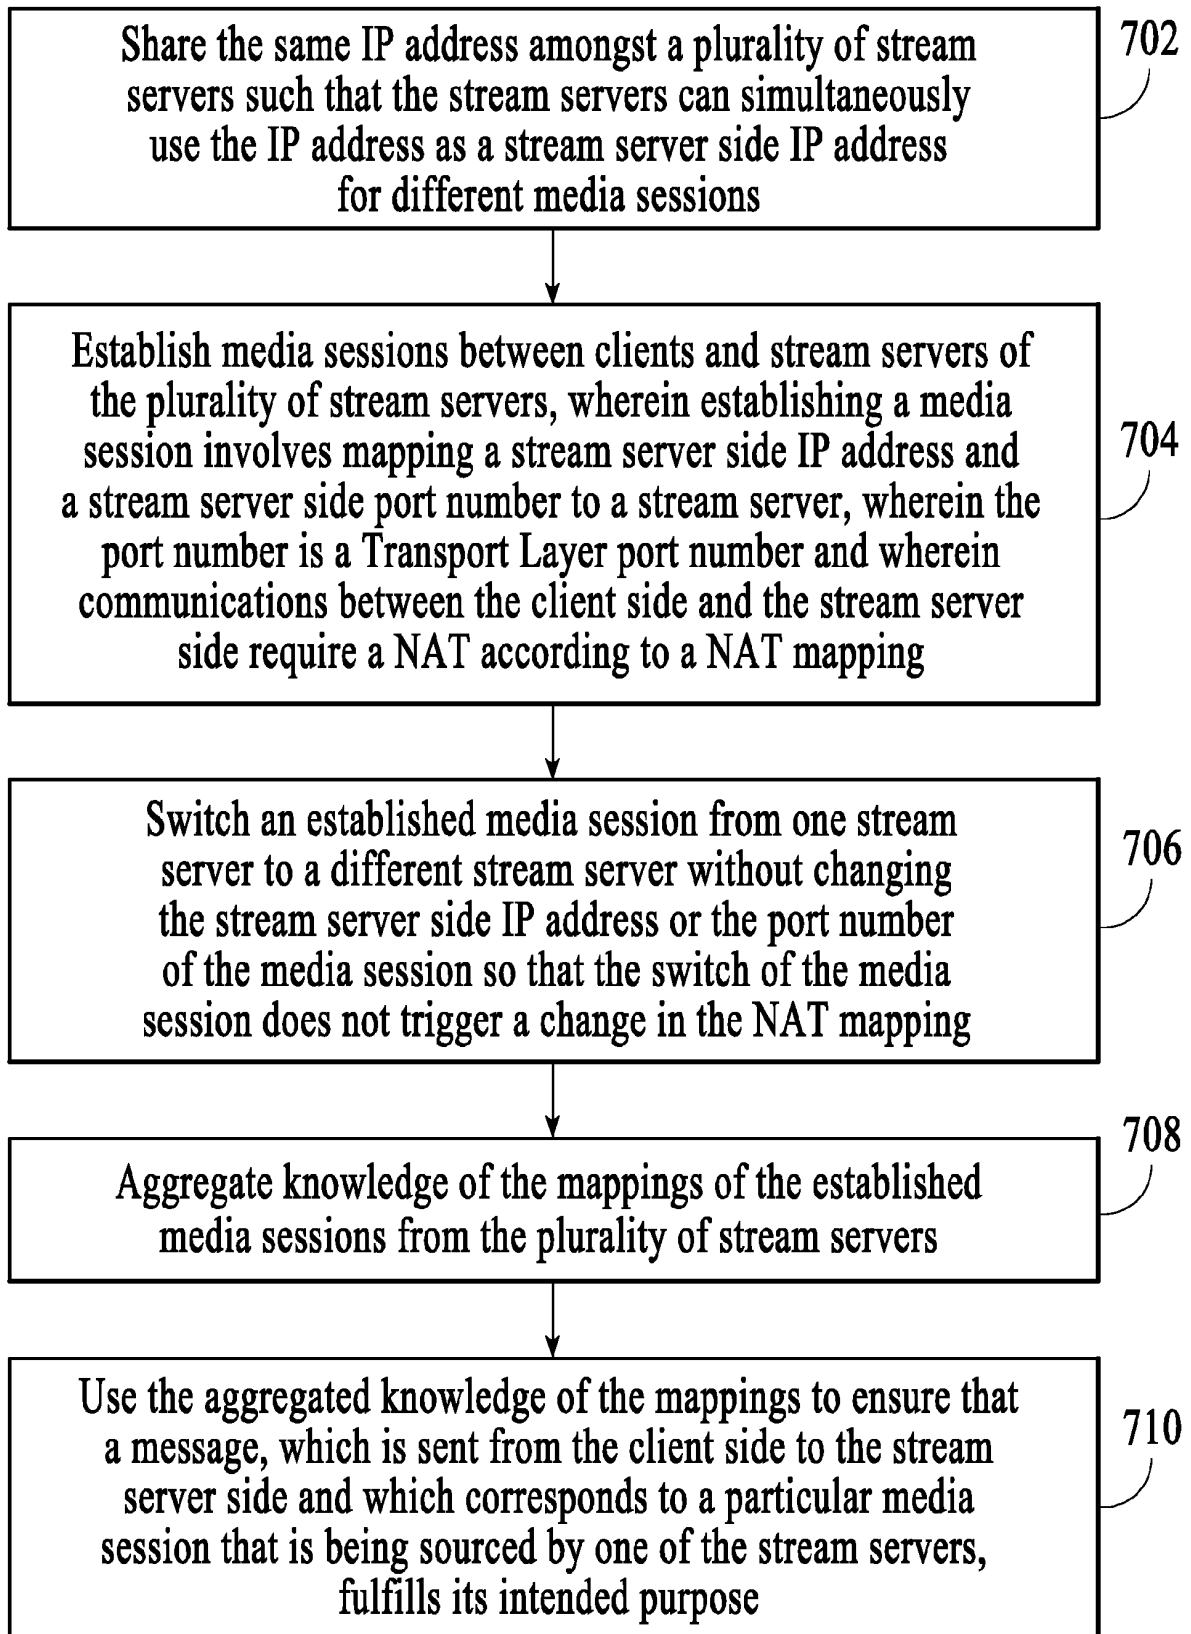 Share the same IP address amongst a plurality of stream
servers such that the stream servers can simultaneously
use the IP address as a stream server side IP address
for different media sessions
702
Establish media sessions between clients and stream servers of
the plurality of stream servers, wherein establishing a media
session involves mapping a stream server side IP address and
a stream server side port number to a stream server, wherein the
port number is a Transport Layer port number and wherein
communications between the client side and the stream server
side require a NAT according to a NAT mapping
704
Switch an established media session from one stream
server to a different stream server without changing
the stream server side IP address or the port number
of the media session so that the switch of the media
session does not trigger a change in the NAT mapping
706
Aggregate knowledge of the mappings of the established
media sessions from the plurality of stream servers
708
Use the aggregated knowledge of the mappings to ensure that
a message, which is sent from the client side to the stream
server side and which corresponds to a particular media
session that is being sourced by one of the stream servers,
fulfills its intended purpose
710